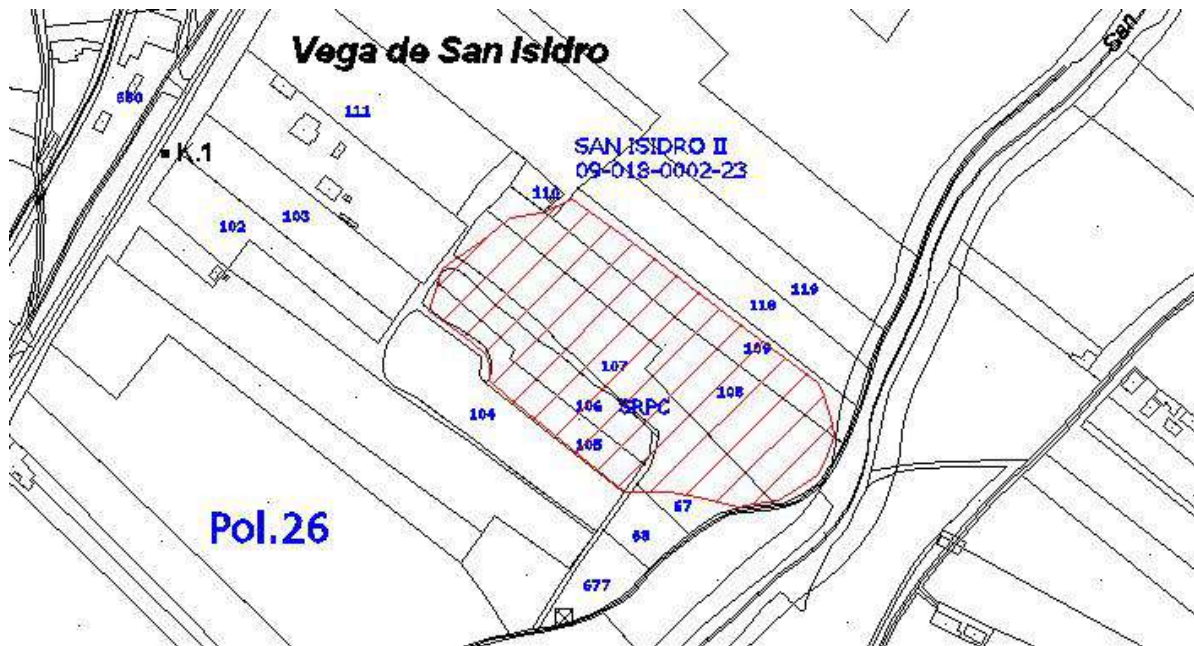 Vega de San Isidro
San
680
111
K.1
SAN ISIDRO II
09-018-0002-23
110
103
102
119
118
109
107
108
106
SRPC
104
105
67
68
Pol.26
677